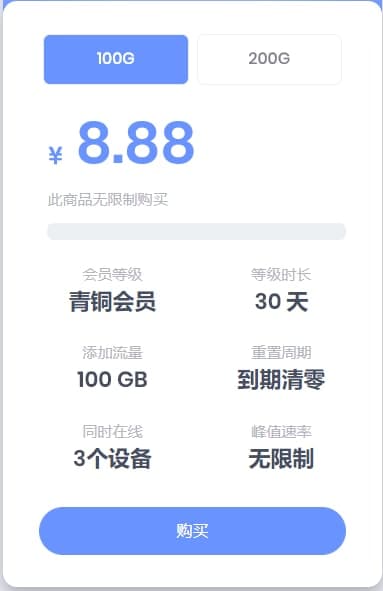 100G 200G
¥ 8.88
此商品无限制购买
会员等级 等级时长
青铜会员 30 天
添加流量 重置周期
100 GB 到期清零
同时在线 峰值速率
3个设备 无限制
购买